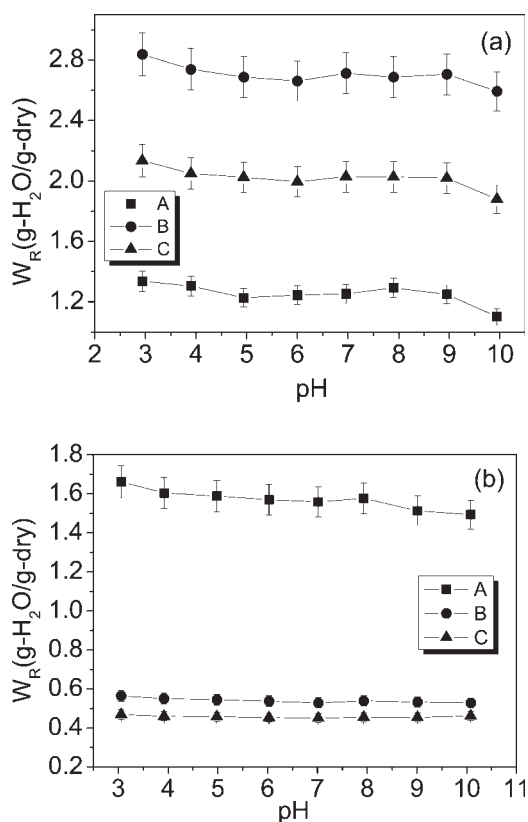 (a)
2.8
2.4
2.0
1.6
1.2
W_R(g-H₂O/g-dry)
A
B
C
2 3 4 5 6 7 8 9 10
pH
(b)
1.8
1.6
1.4
1.2
1.0
0.8
0.6
0.4
0.2
W_R(g-H₂O/g-dry)
A
B
C
3 4 5 6 7 8 9 10 11
pH